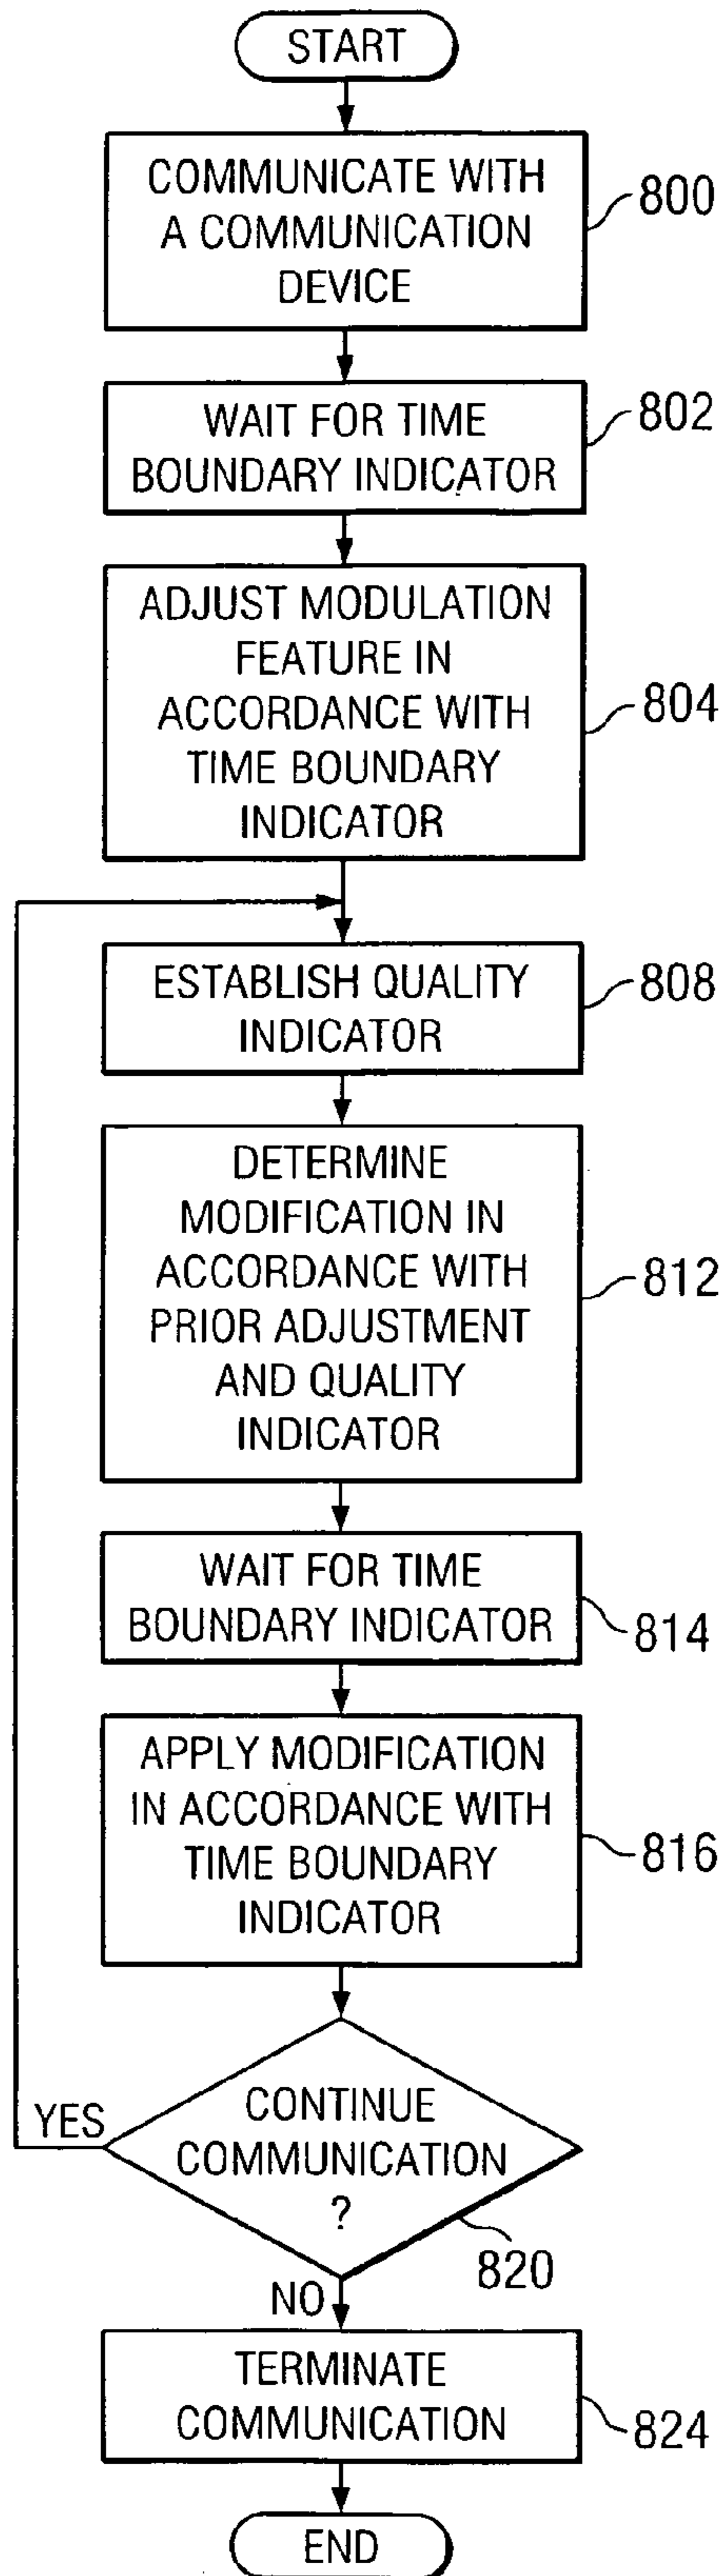 START
COMMUNICATE WITH
A COMMUNICATION
DEVICE
800
WAIT FOR TIME
BOUNDARY INDICATOR
802
ADJUST MODULATION
FEATURE IN
ACCORDANCE WITH
TIME BOUNDARY
INDICATOR
804
ESTABLISH QUALITY
INDICATOR
808
DETERMINE
MODIFICATION IN
ACCORDANCE WITH
PRIOR ADJUSTMENT
AND QUALITY
INDICATOR
812
WAIT FOR TIME
BOUNDARY INDICATOR
814
APPLY MODIFICATION
IN ACCORDANCE WITH
TIME BOUNDARY
INDICATOR
816
YES
CONTINUE
COMMUNICATION
?
820
NO
TERMINATE
COMMUNICATION
824
END